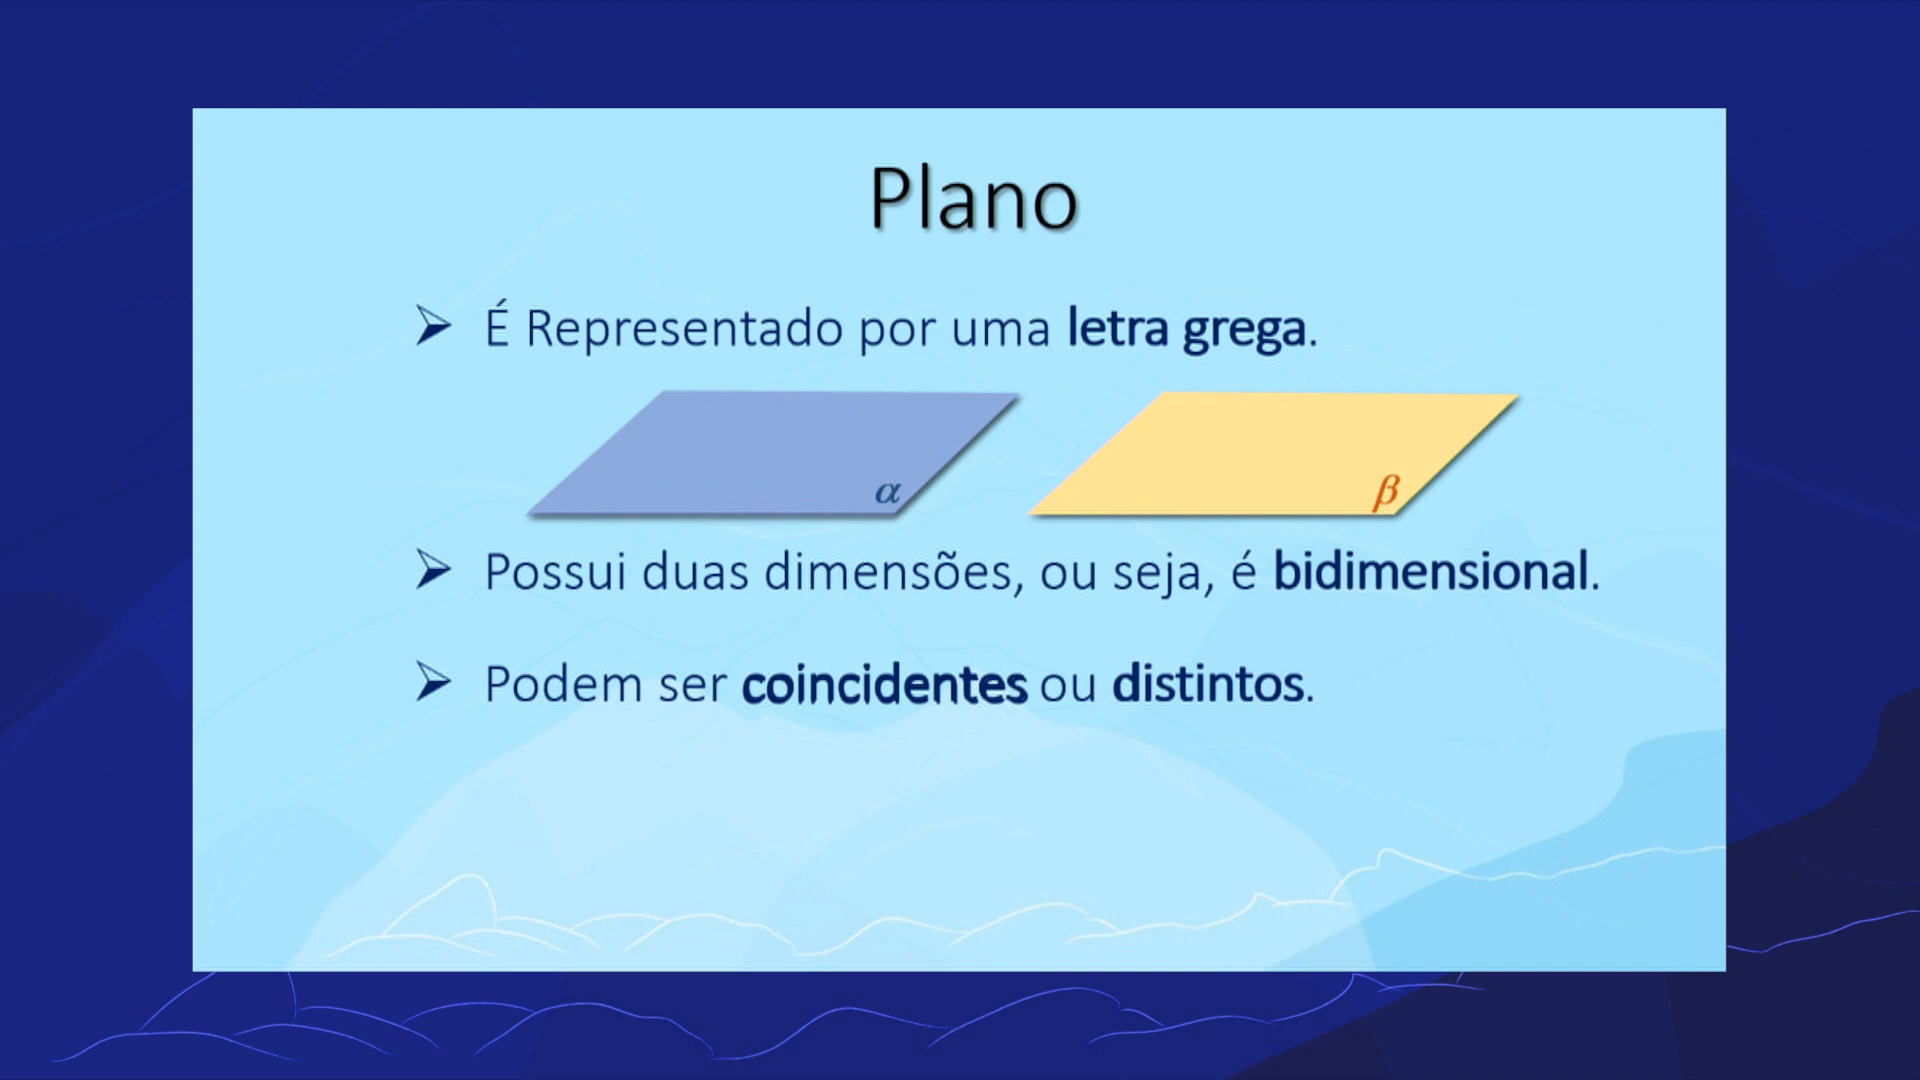 Plano
➢ É Representado por uma letra grega.
α
β
➢ Possui duas dimensões, ou seja, é bidimensional.
➢ Podem ser coincidentes ou distintos.